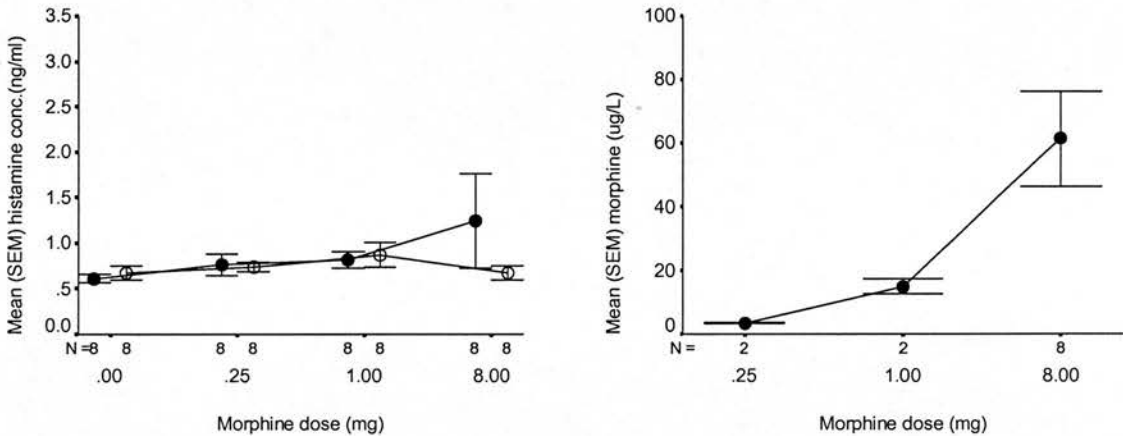 Mean (SEM) histamine conc.(ng/ml)
3.5
3.0
2.5
2.0
1.5
1.0
.5
0.0
N =8 8 8 8 8 8 8 8
.00 .25 1.00 8.00
Morphine dose (mg)
Mean (SEM) morphine (ug/L)
100
80
60
40
20
0
N = 2 2 8
.25 1.00 8.00
Morphine dose (mg)